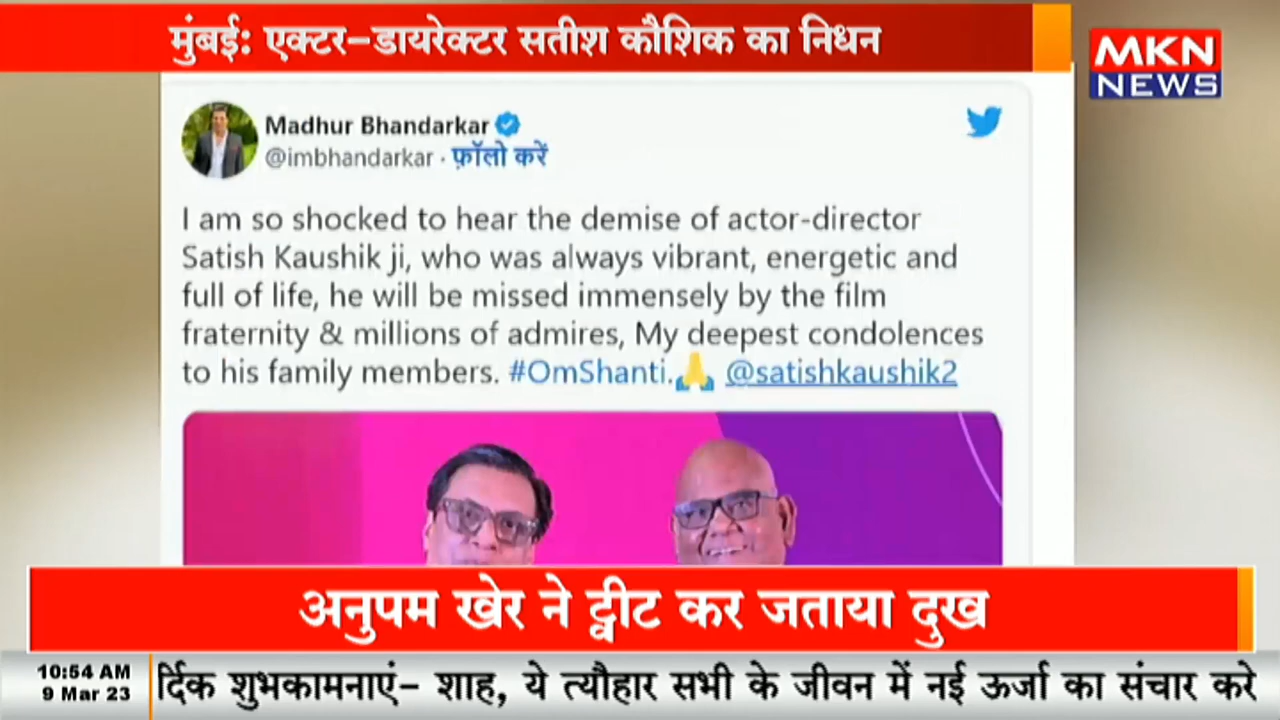 मुंबई: एक्टर-डायरेक्टर सतीश कौशिक का निधन
MKN
NEWS
Madhur Bhandarkar
@imbhandarkar · फ़ॉलो करें
I am so shocked to hear the demise of actor-director
Satish Kaushik ji, who was always vibrant, energetic and
full of life, he will be missed immensely by the film
fraternity & millions of admires, My deepest condolences
to his family members. #OmShanti.🙏 @satishkaushik2
अनुपम खेर ने ट्वीट कर जताया दुख
10:54 AM
9 Mar 23
र्दिक शुभकामनाएं- शाह, ये त्यौहार सभी के जीवन में नई ऊर्जा का संचार करे